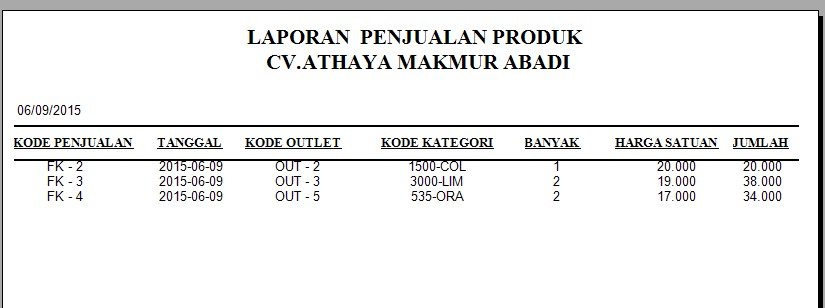 LAPORAN PENJUALAN PRODUK
CV.ATHAYA MAKMUR ABADI
06/09/2015
KODE PENJUALAN TANGGAL KODE OUTLET KODE KATEGORI BANYAK HARGA SATUAN JUMLAH
FK - 2 2015-06-09 OUT - 2 1500-COL 1 20.000 20.000
FK - 3 2015-06-09 OUT - 3 3000-LIM 2 19.000 38.000
FK - 4 2015-06-09 OUT - 5 535-ORA 2 17.000 34.000